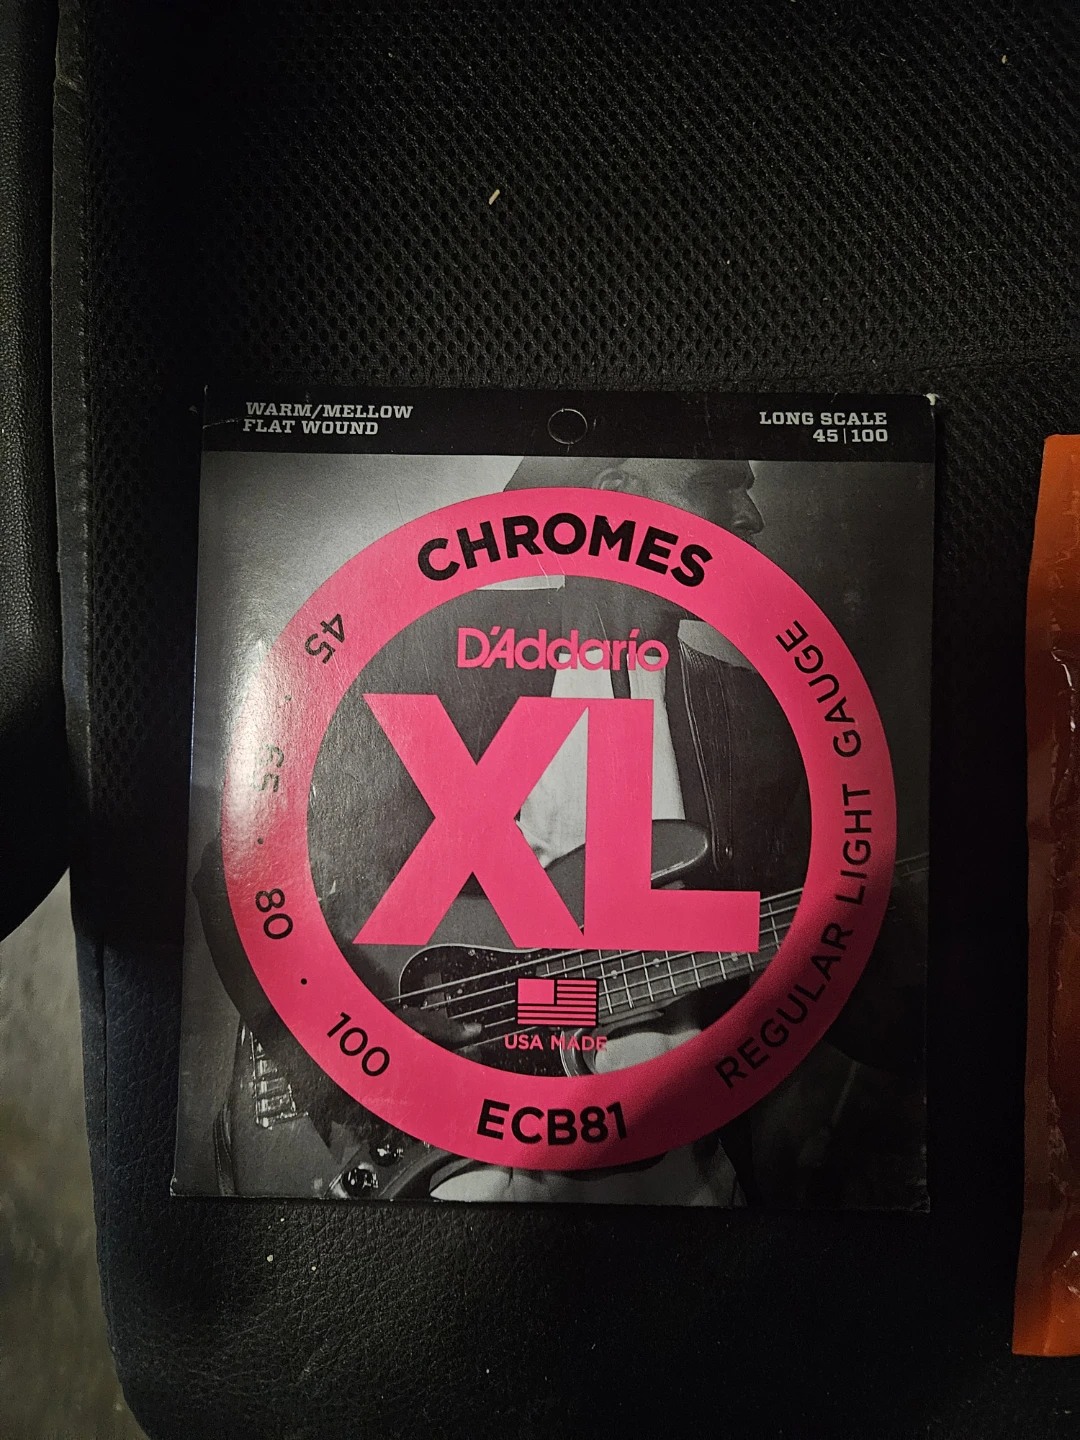 WARM/MELLOW
FLAT WOUND
LONG SCALE
45|100
CHROMES
D'Addario
XL
45 · 65 · 80 · 100
REGULAR LIGHT GAUGE
USA MADE
ECB81